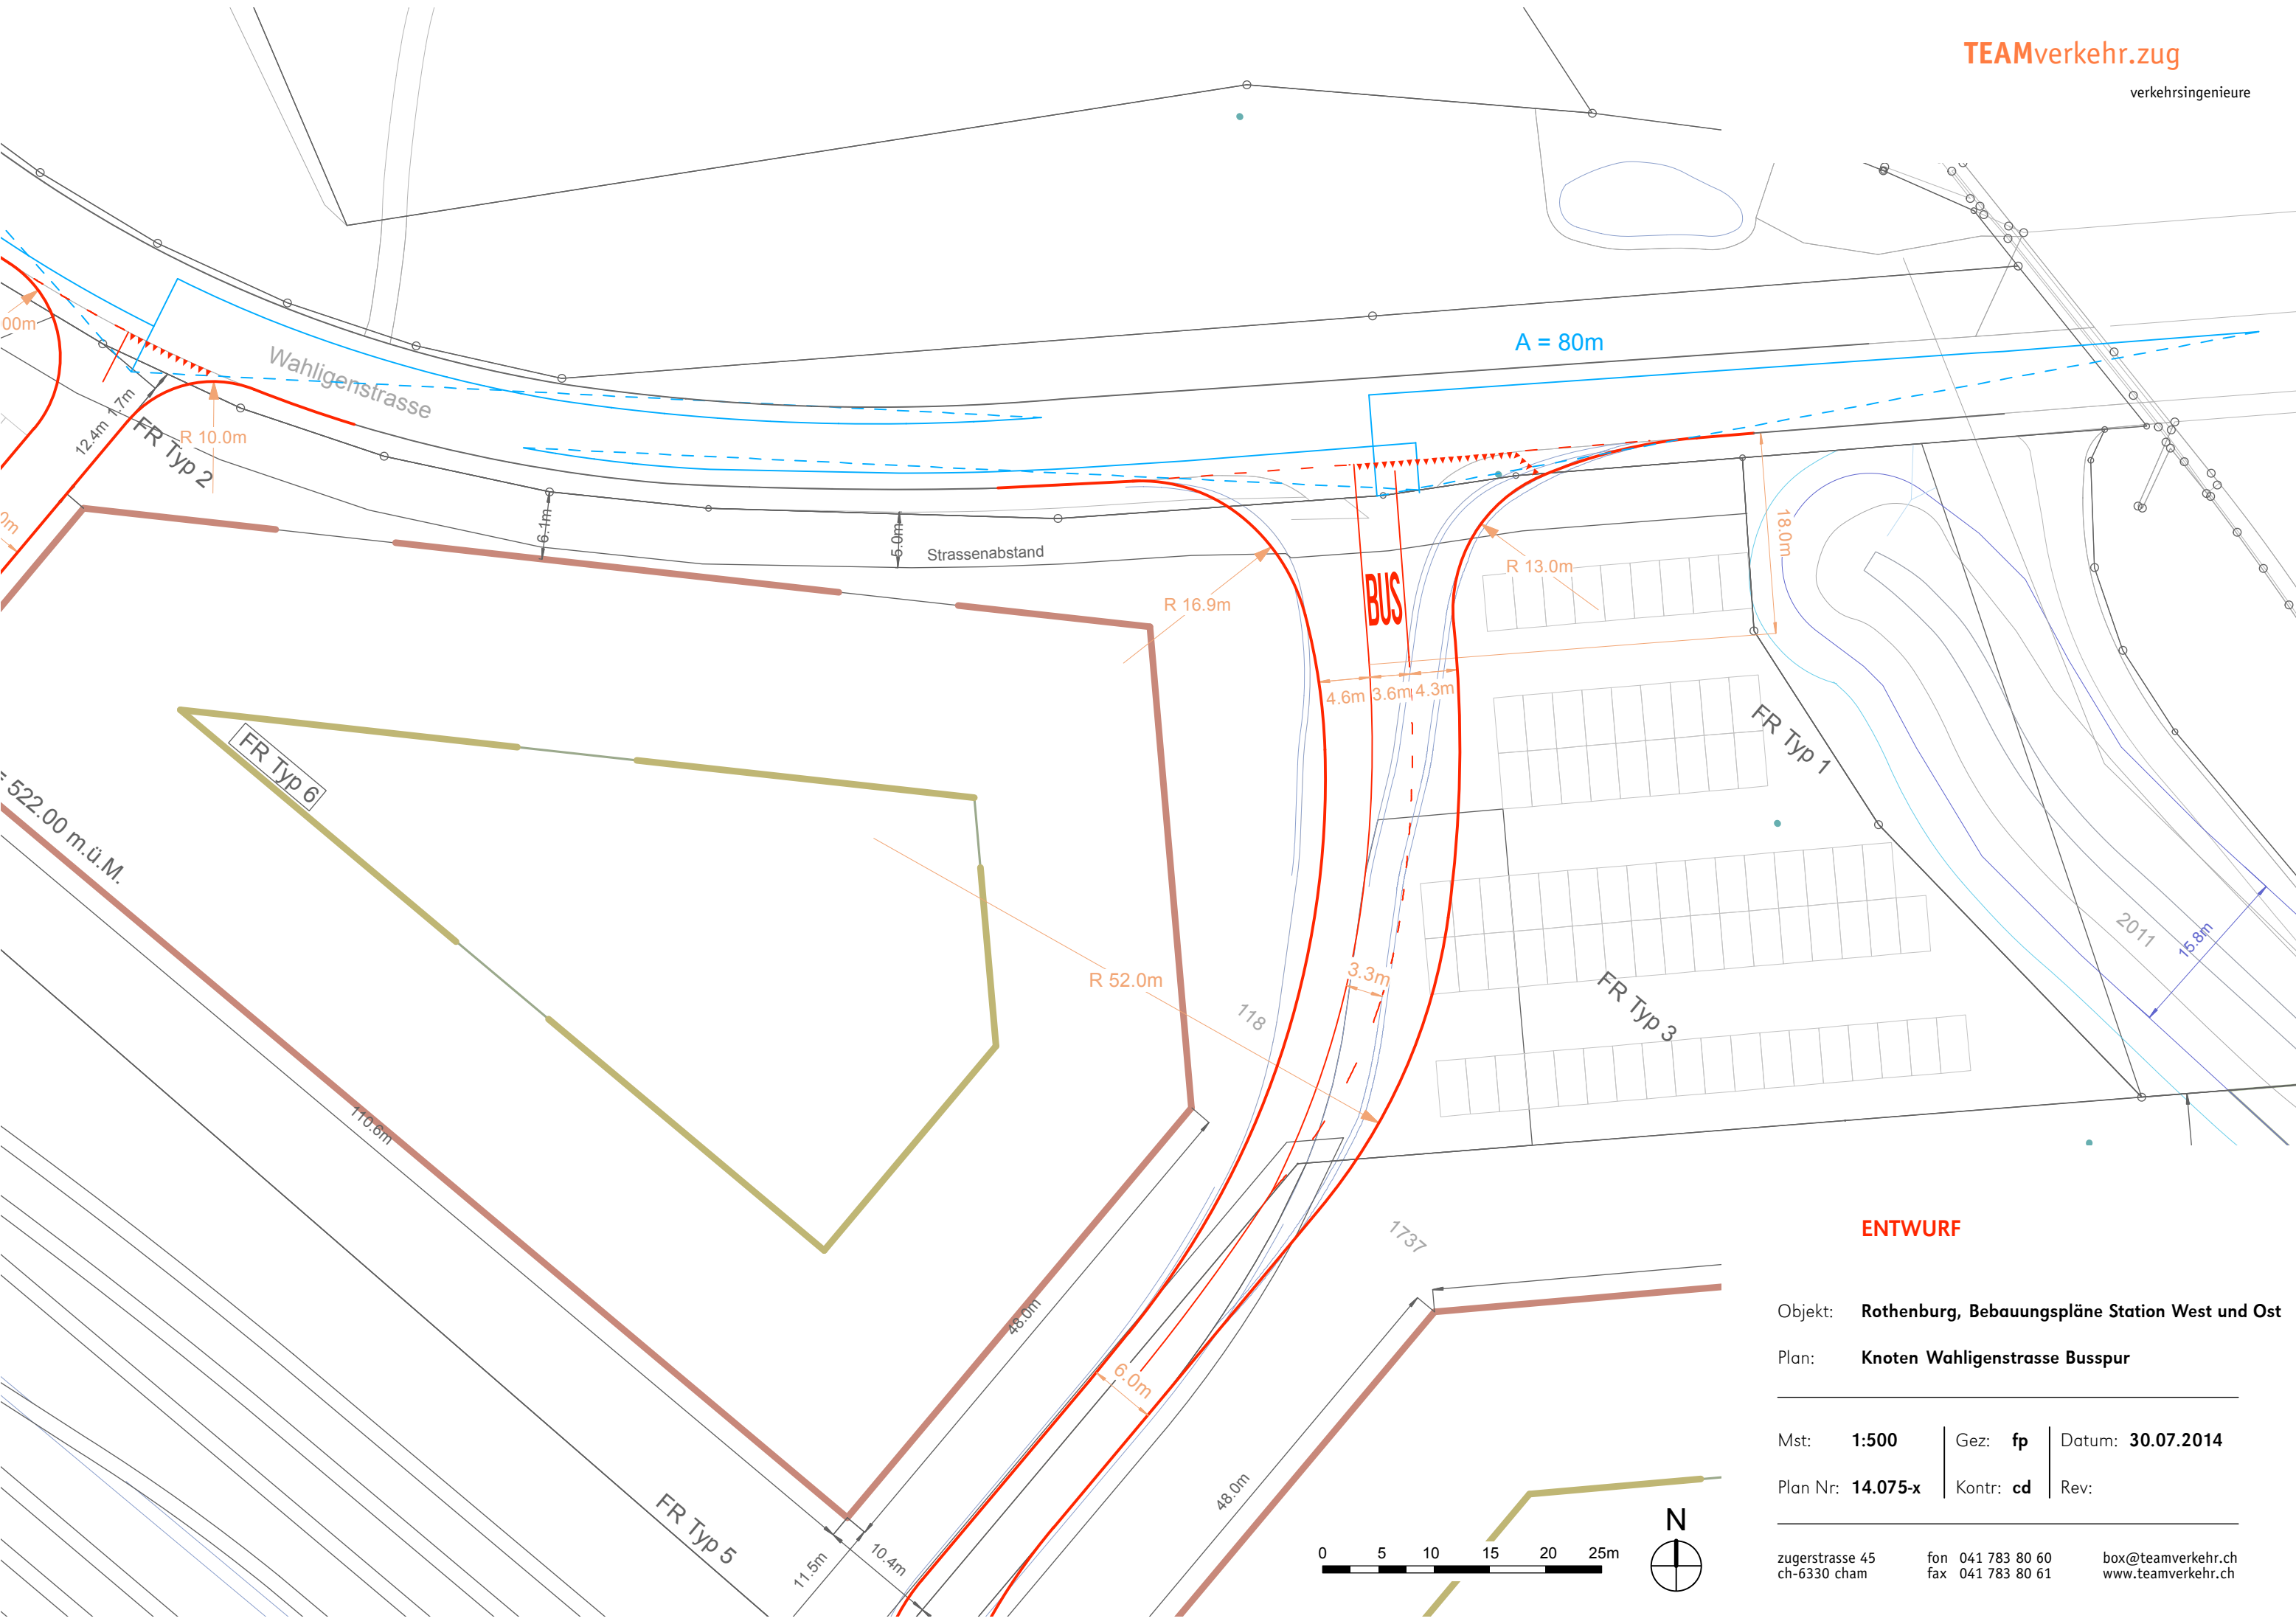 TEAMverkehr.zug
verkehrsingenieure
A = 80m
Wahligenstrasse
00m
1.7m
12.4m
FR Typ 2
R 10.0m
0m
6.1m
5.0m
Strassenabstand
18.0m
R 13.0m
R 16.9m
BUS
4.6m
3.6m
4.3m
FR Typ 1
FR Typ 6
= 522.00 m.ü.M.
R 52.0m
3.3m
118
FR Typ 3
2011
15.8m
110.6m
48.0m
1737
6.0m
48.0m
FR Typ 5
11.5m
10.4m
ENTWURF
Objekt: Rothenburg, Bebauungspläne Station West und Ost
Plan: Knoten Wahligenstrasse Busspur
Mst: 1:500 Gez: fp Datum: 30.07.2014
Plan Nr: 14.075-x Kontr: cd Rev:
N
0 5 10 15 20 25m
zugerstrasse 45 fon 041 783 80 60 box@teamverkehr.ch
ch-6330 cham fax 041 783 80 61 www.teamverkehr.ch